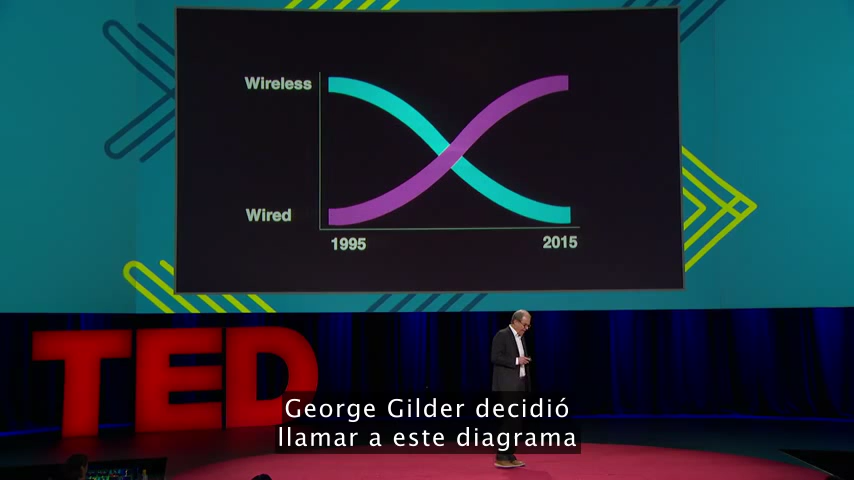 Wireless
Wired
1995
2015
TED
George Gilder decidió
llamar a este diagrama